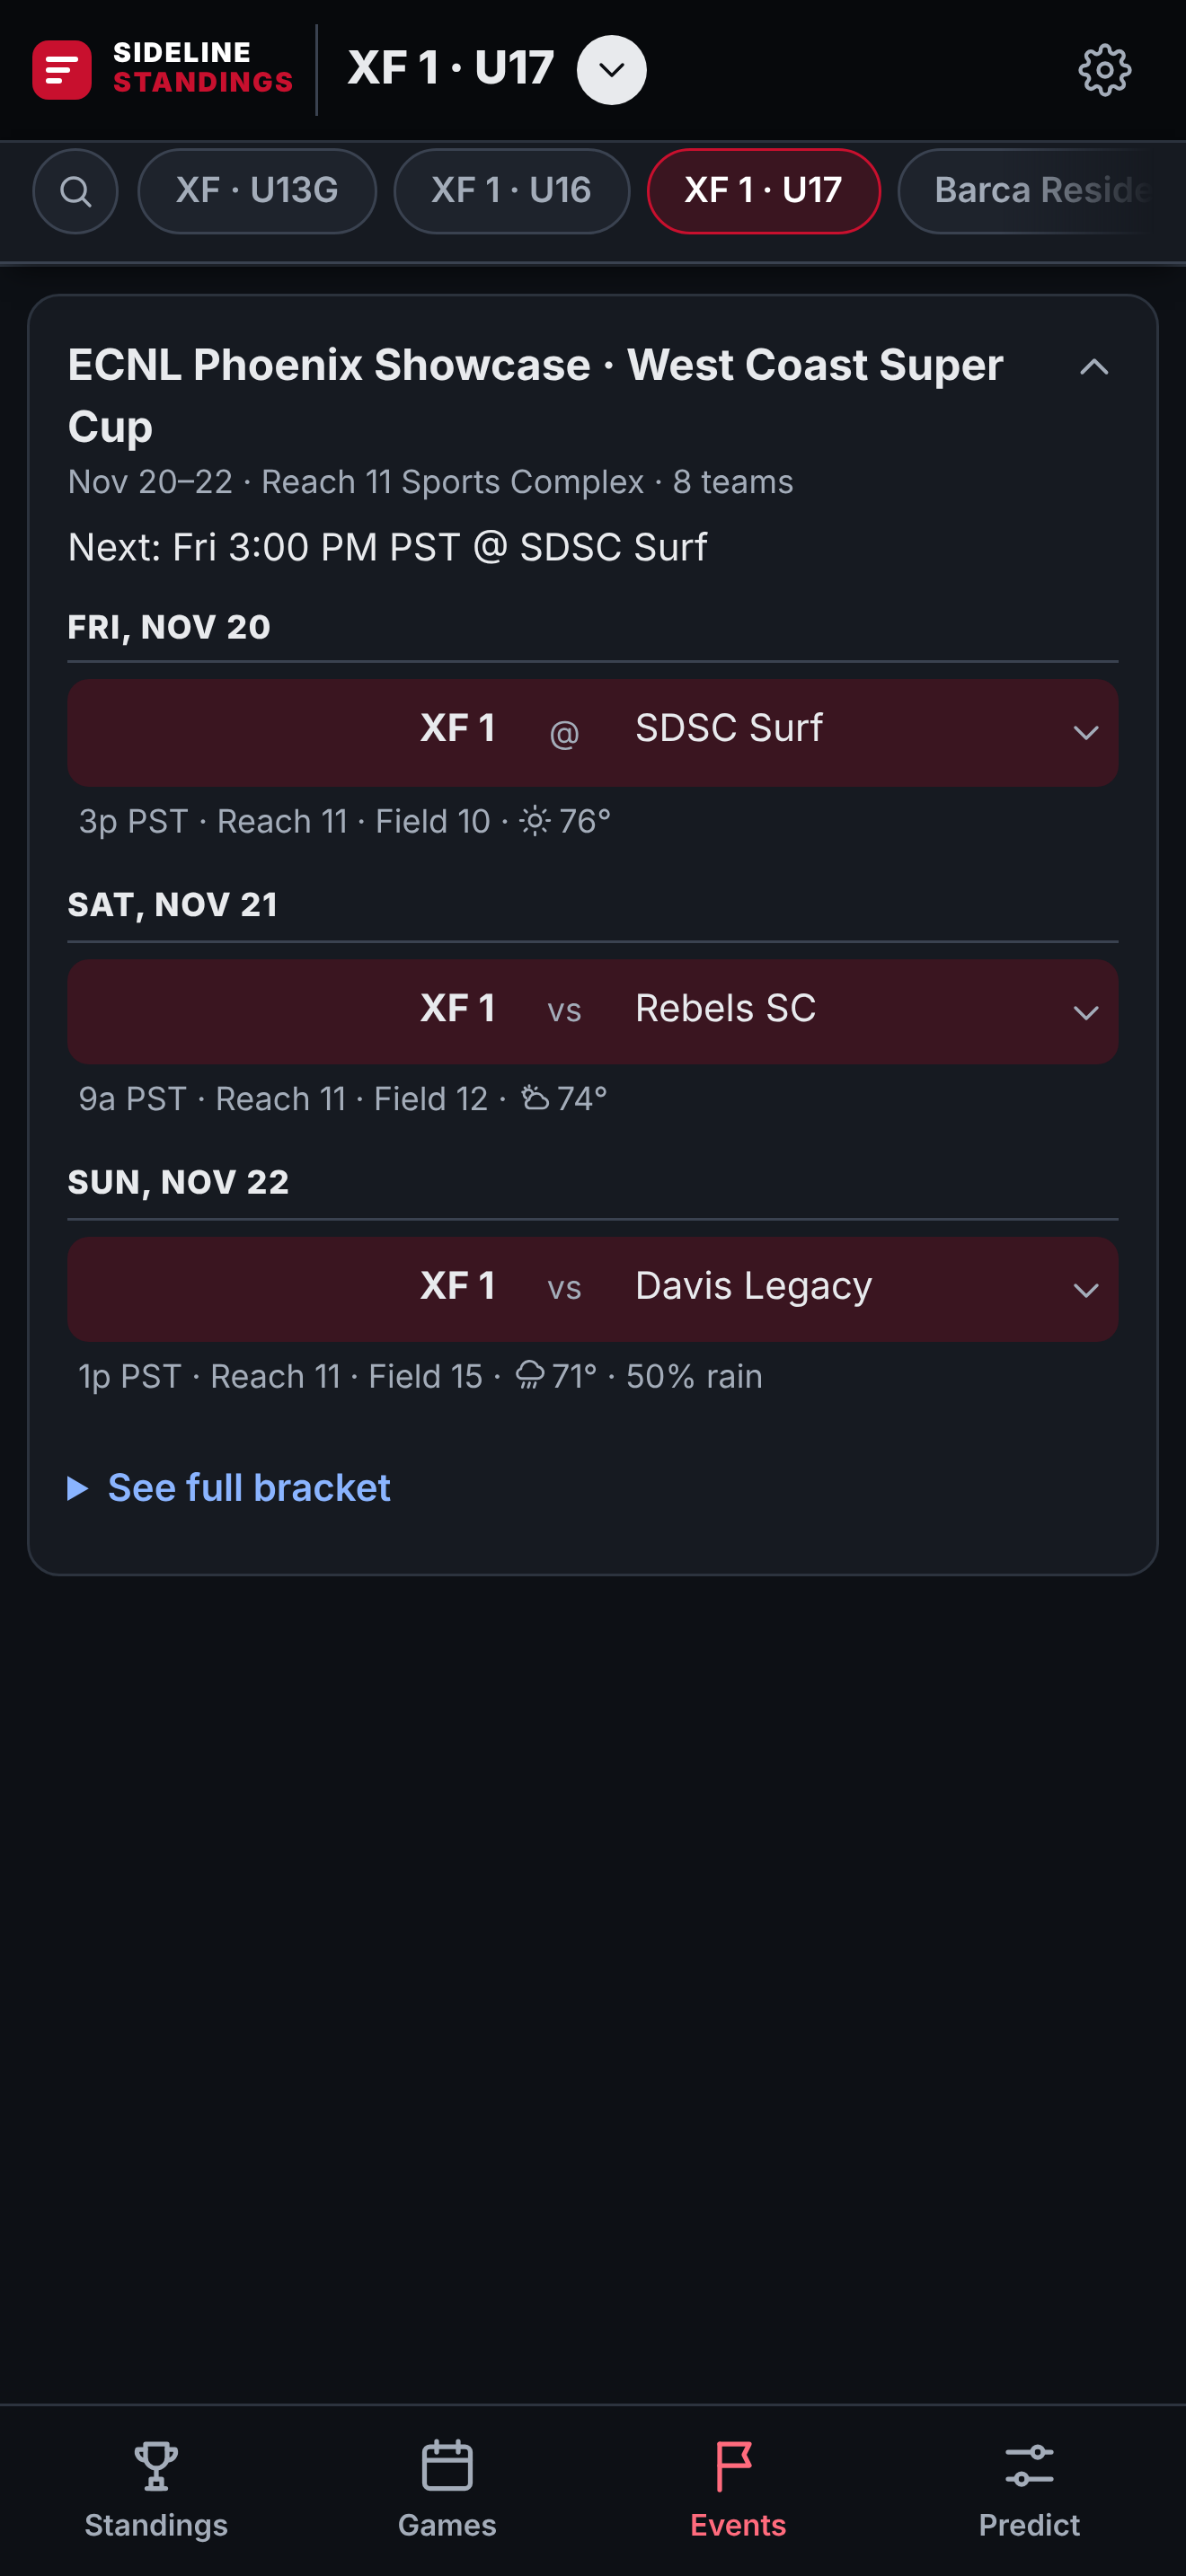 SIDELINE
STANDINGS
XF 1 · U17
XF · U13G
XF 1 · U16
XF 1 · U17
Barca Reside
ECNL Phoenix Showcase · West Coast Super
Cup
Nov 20–22 · Reach 11 Sports Complex · 8 teams
Next: Fri 3:00 PM PST @ SDSC Surf
FRI, NOV 20
XF 1 @ SDSC Surf
3p PST · Reach 11 · Field 10 · 76°
SAT, NOV 21
XF 1 vs Rebels SC
9a PST · Reach 11 · Field 12 · 74°
SUN, NOV 22
XF 1 vs Davis Legacy
1p PST · Reach 11 · Field 15 · 71° · 50% rain
See full bracket
Standings
Games
Events
Predict